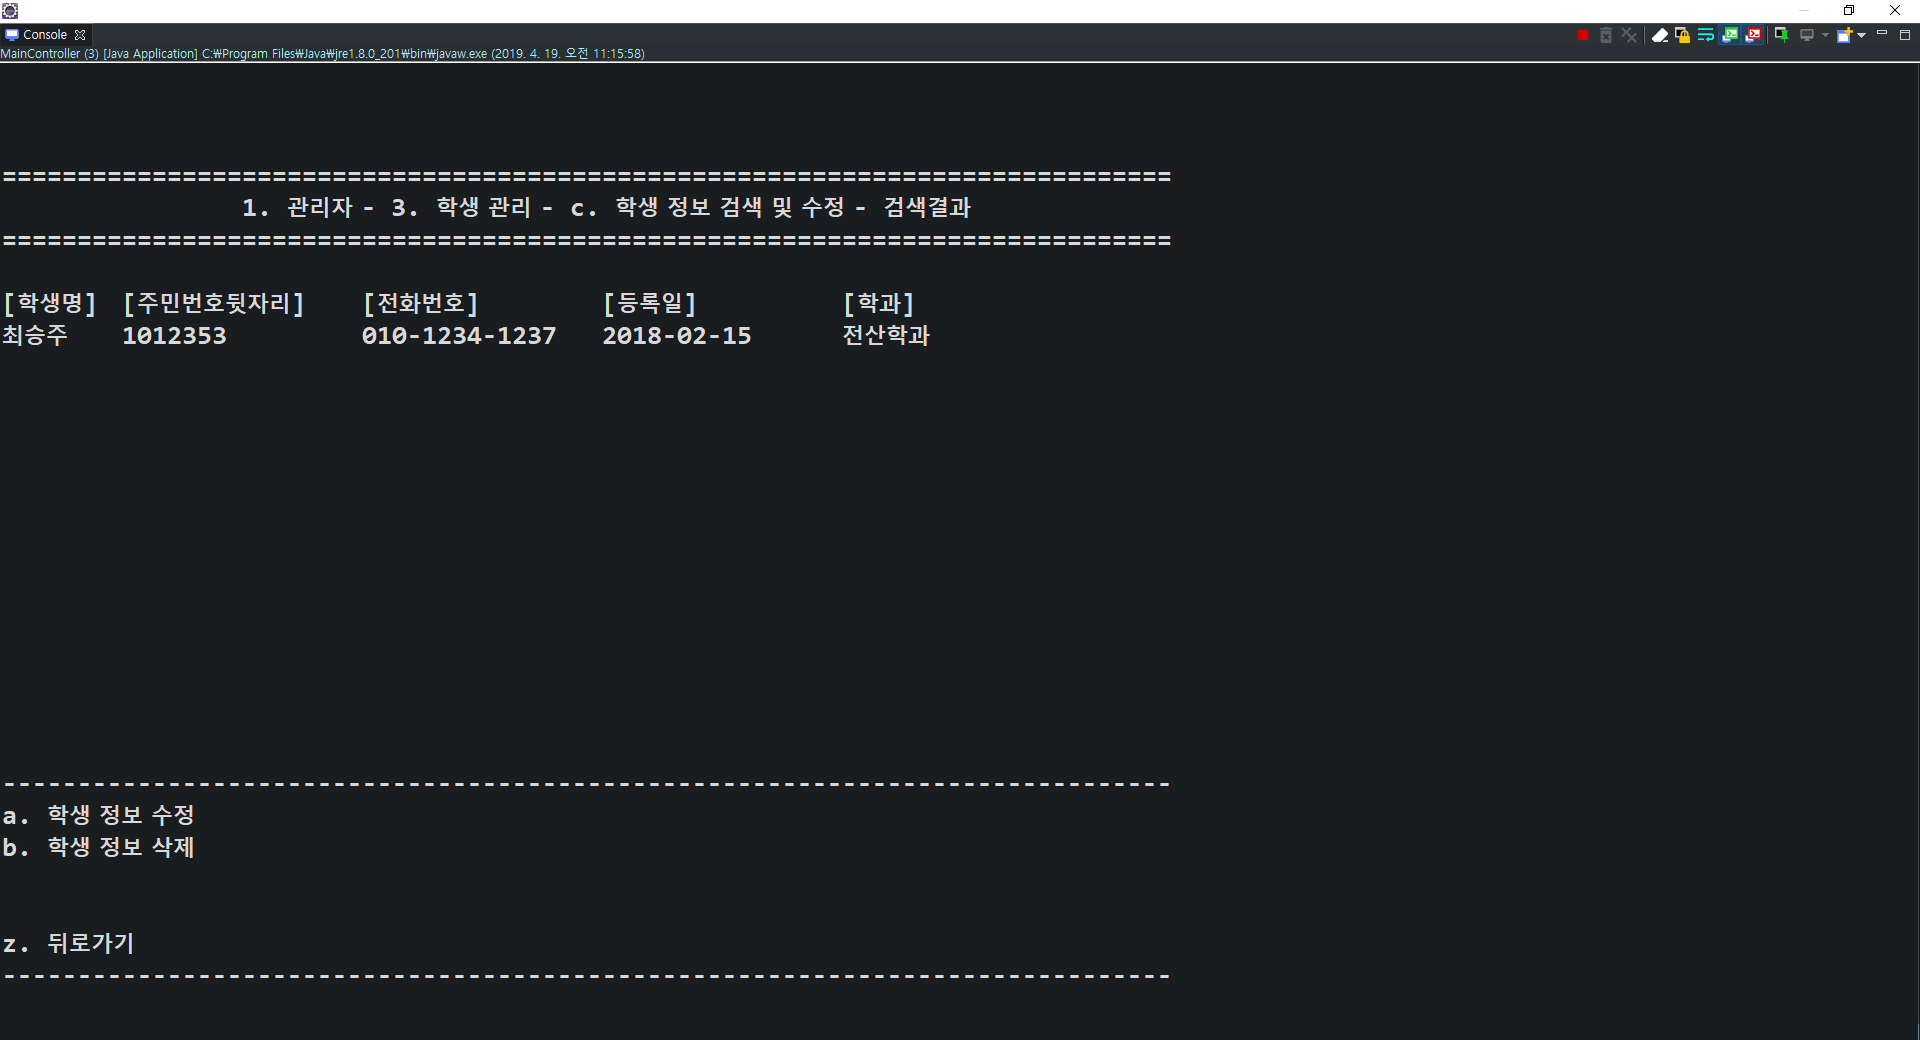 Console
MainController (3) [Java Application] C:₩Program Files₩Java₩jre1.8.0_201₩bin₩javaw.exe (2019. 4. 19. 오전 11:15:58)
==============================================================================
1. 관리자 - 3. 학생 관리 - c. 학생 정보 검색 및 수정 - 검색결과
==============================================================================
[학생명] [주민번호뒷자리] [전화번호] [등록일] [학과]
최승주 1012353 010-1234-1237 2018-02-15 전산학과
------------------------------------------------------------------------------
a. 학생 정보 수정
b. 학생 정보 삭제
z. 뒤로가기
------------------------------------------------------------------------------